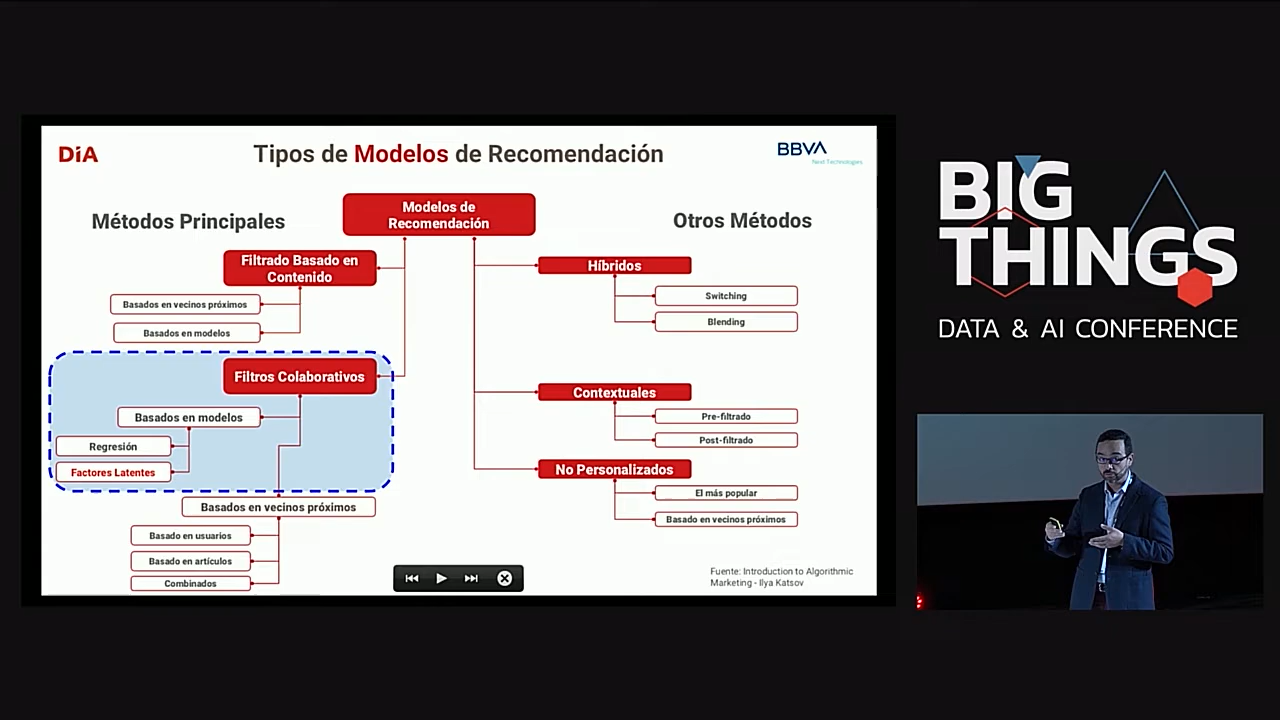 DiA
Tipos de Modelos de Recomendación
BBVA
Next Technologies
Métodos Principales
Modelos de
Recomendación
Otros Métodos
Filtrado Basado en
Contenido
Basados en vecinos próximos
Basados en modelos
Filtros Colaborativos
Basados en modelos
Regresión
Factores Latentes
Basados en vecinos próximos
Basado en usuarios
Basado en artículos
Combinados
Híbridos
Switching
Blending
Contextuales
Pre-filtrado
Post-filtrado
No Personalizados
El más popular
Basado en vecinos próximos
Fuente: Introduction to Algorithmic
Marketing - Ilya Katsov
BIG
THINGS
DATA & AI CONFERENCE